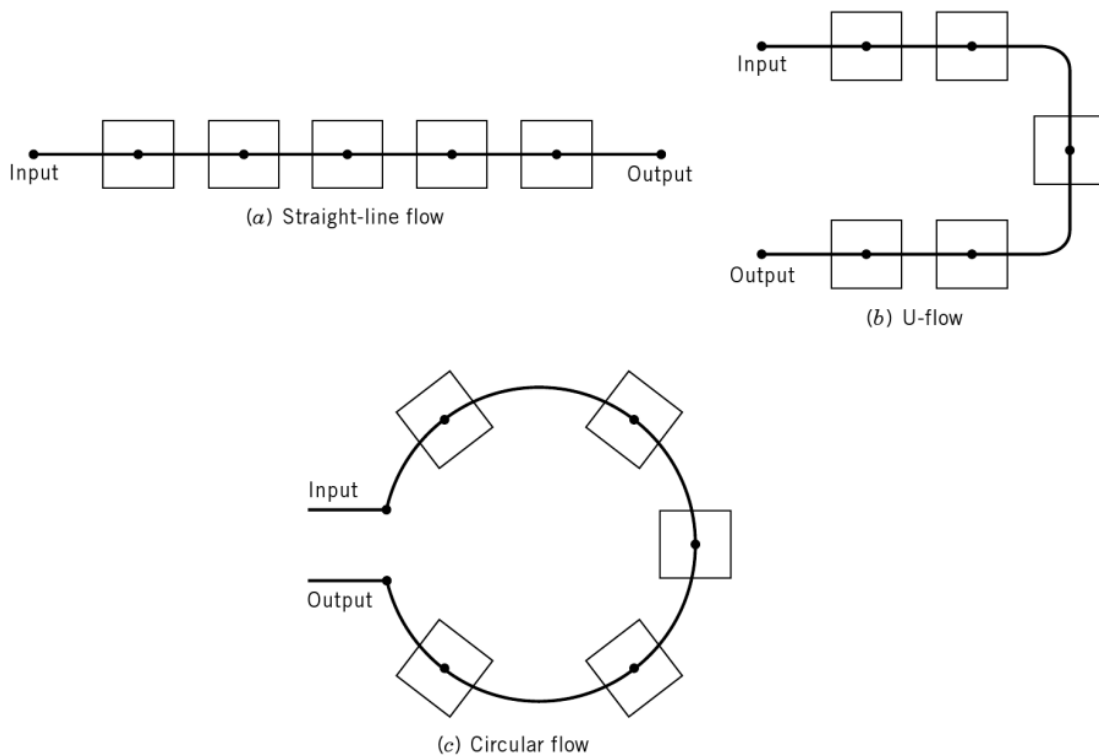 Input
Output
(a) Straight-line flow
Input
Output
(b) U-flow
Input
Output
(c) Circular flow